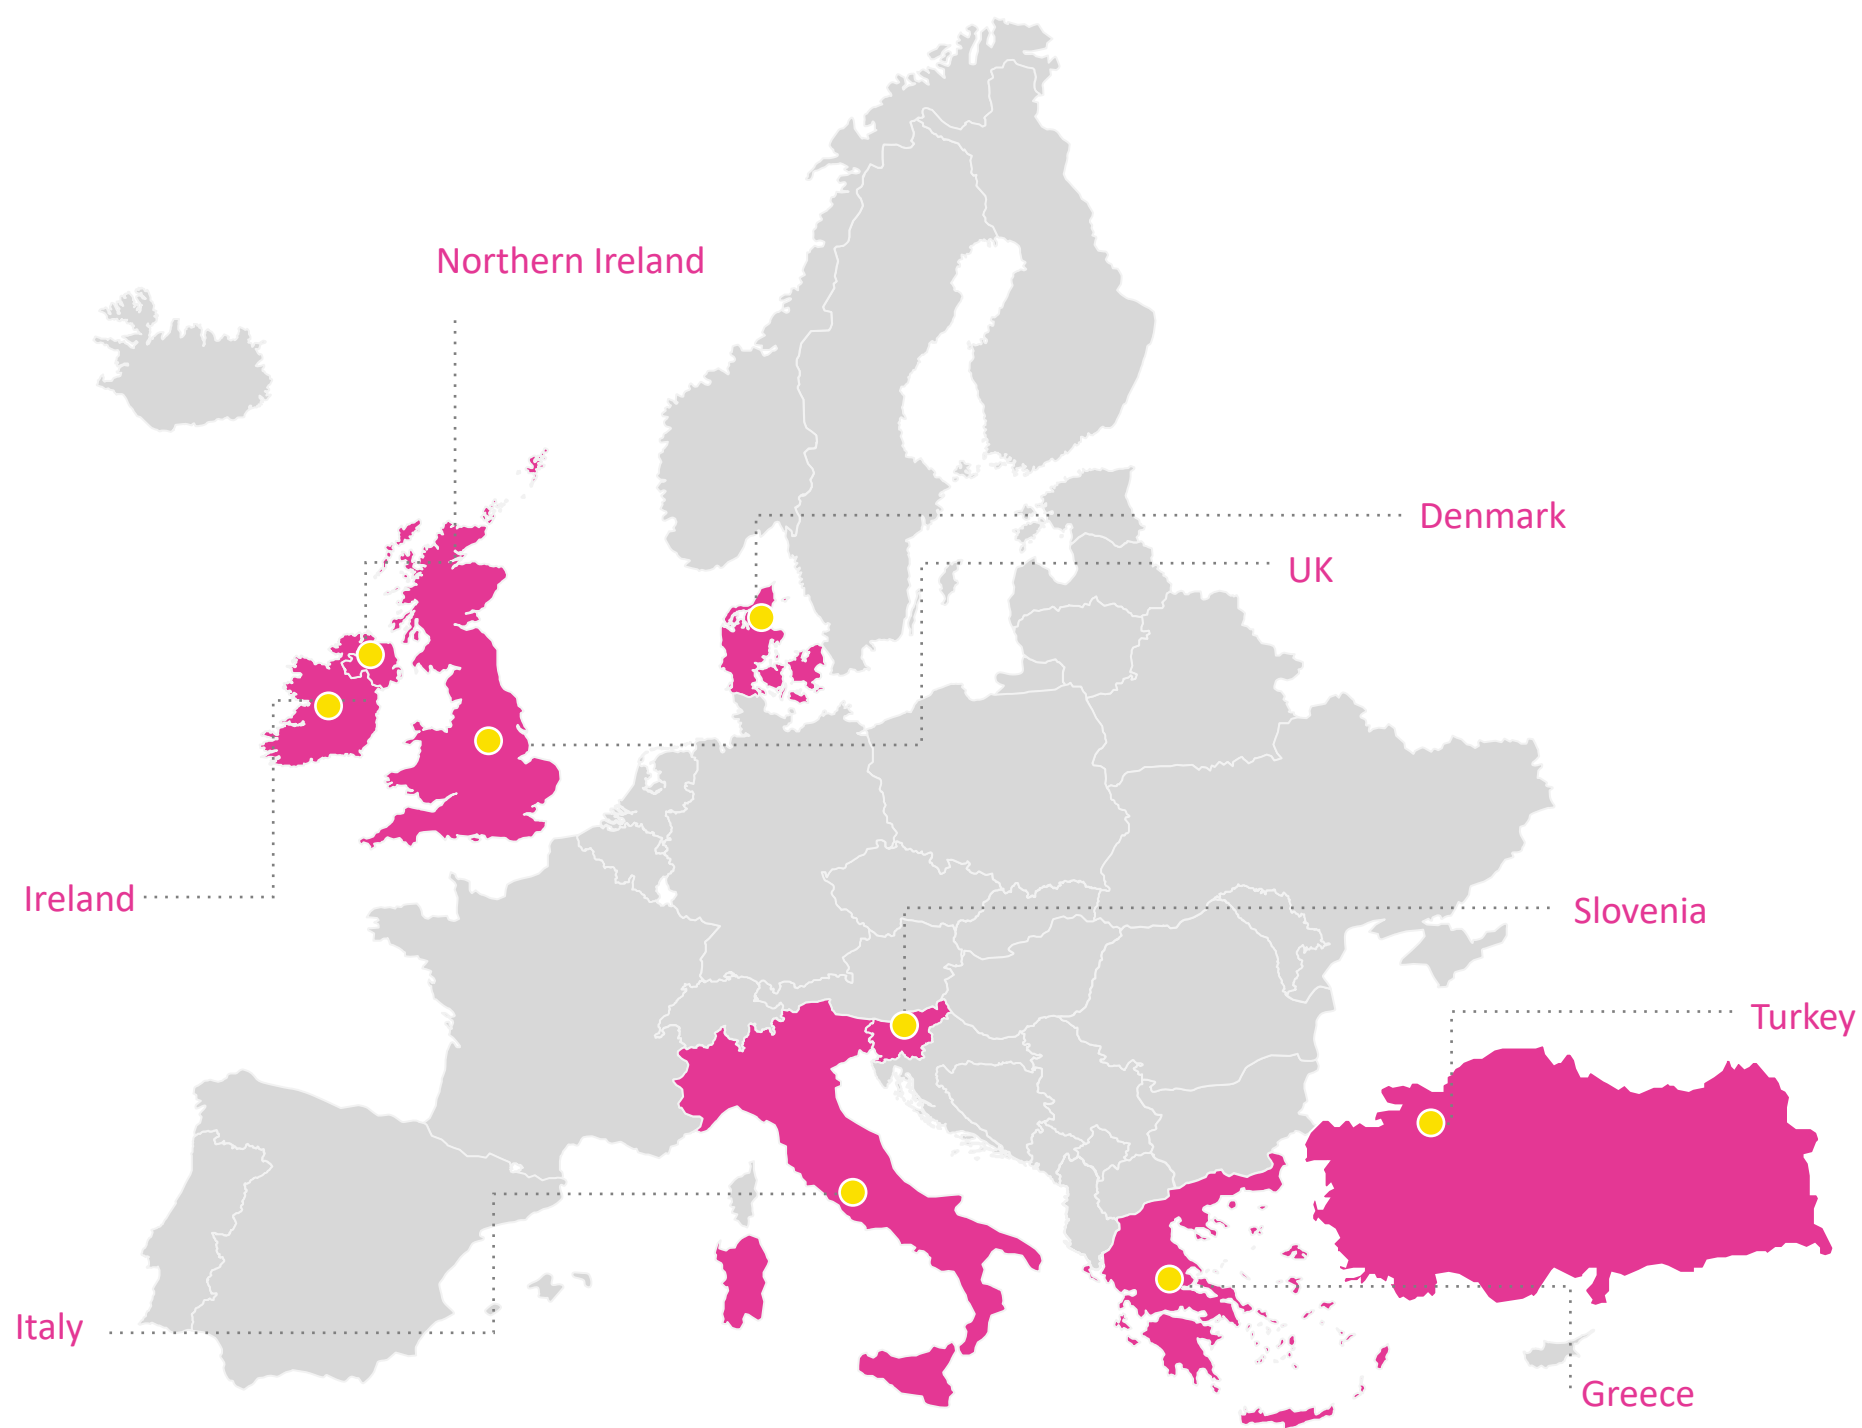 Northern Ireland
Denmark
UK
Ireland
Slovenia
Turkey
Italy
Greece